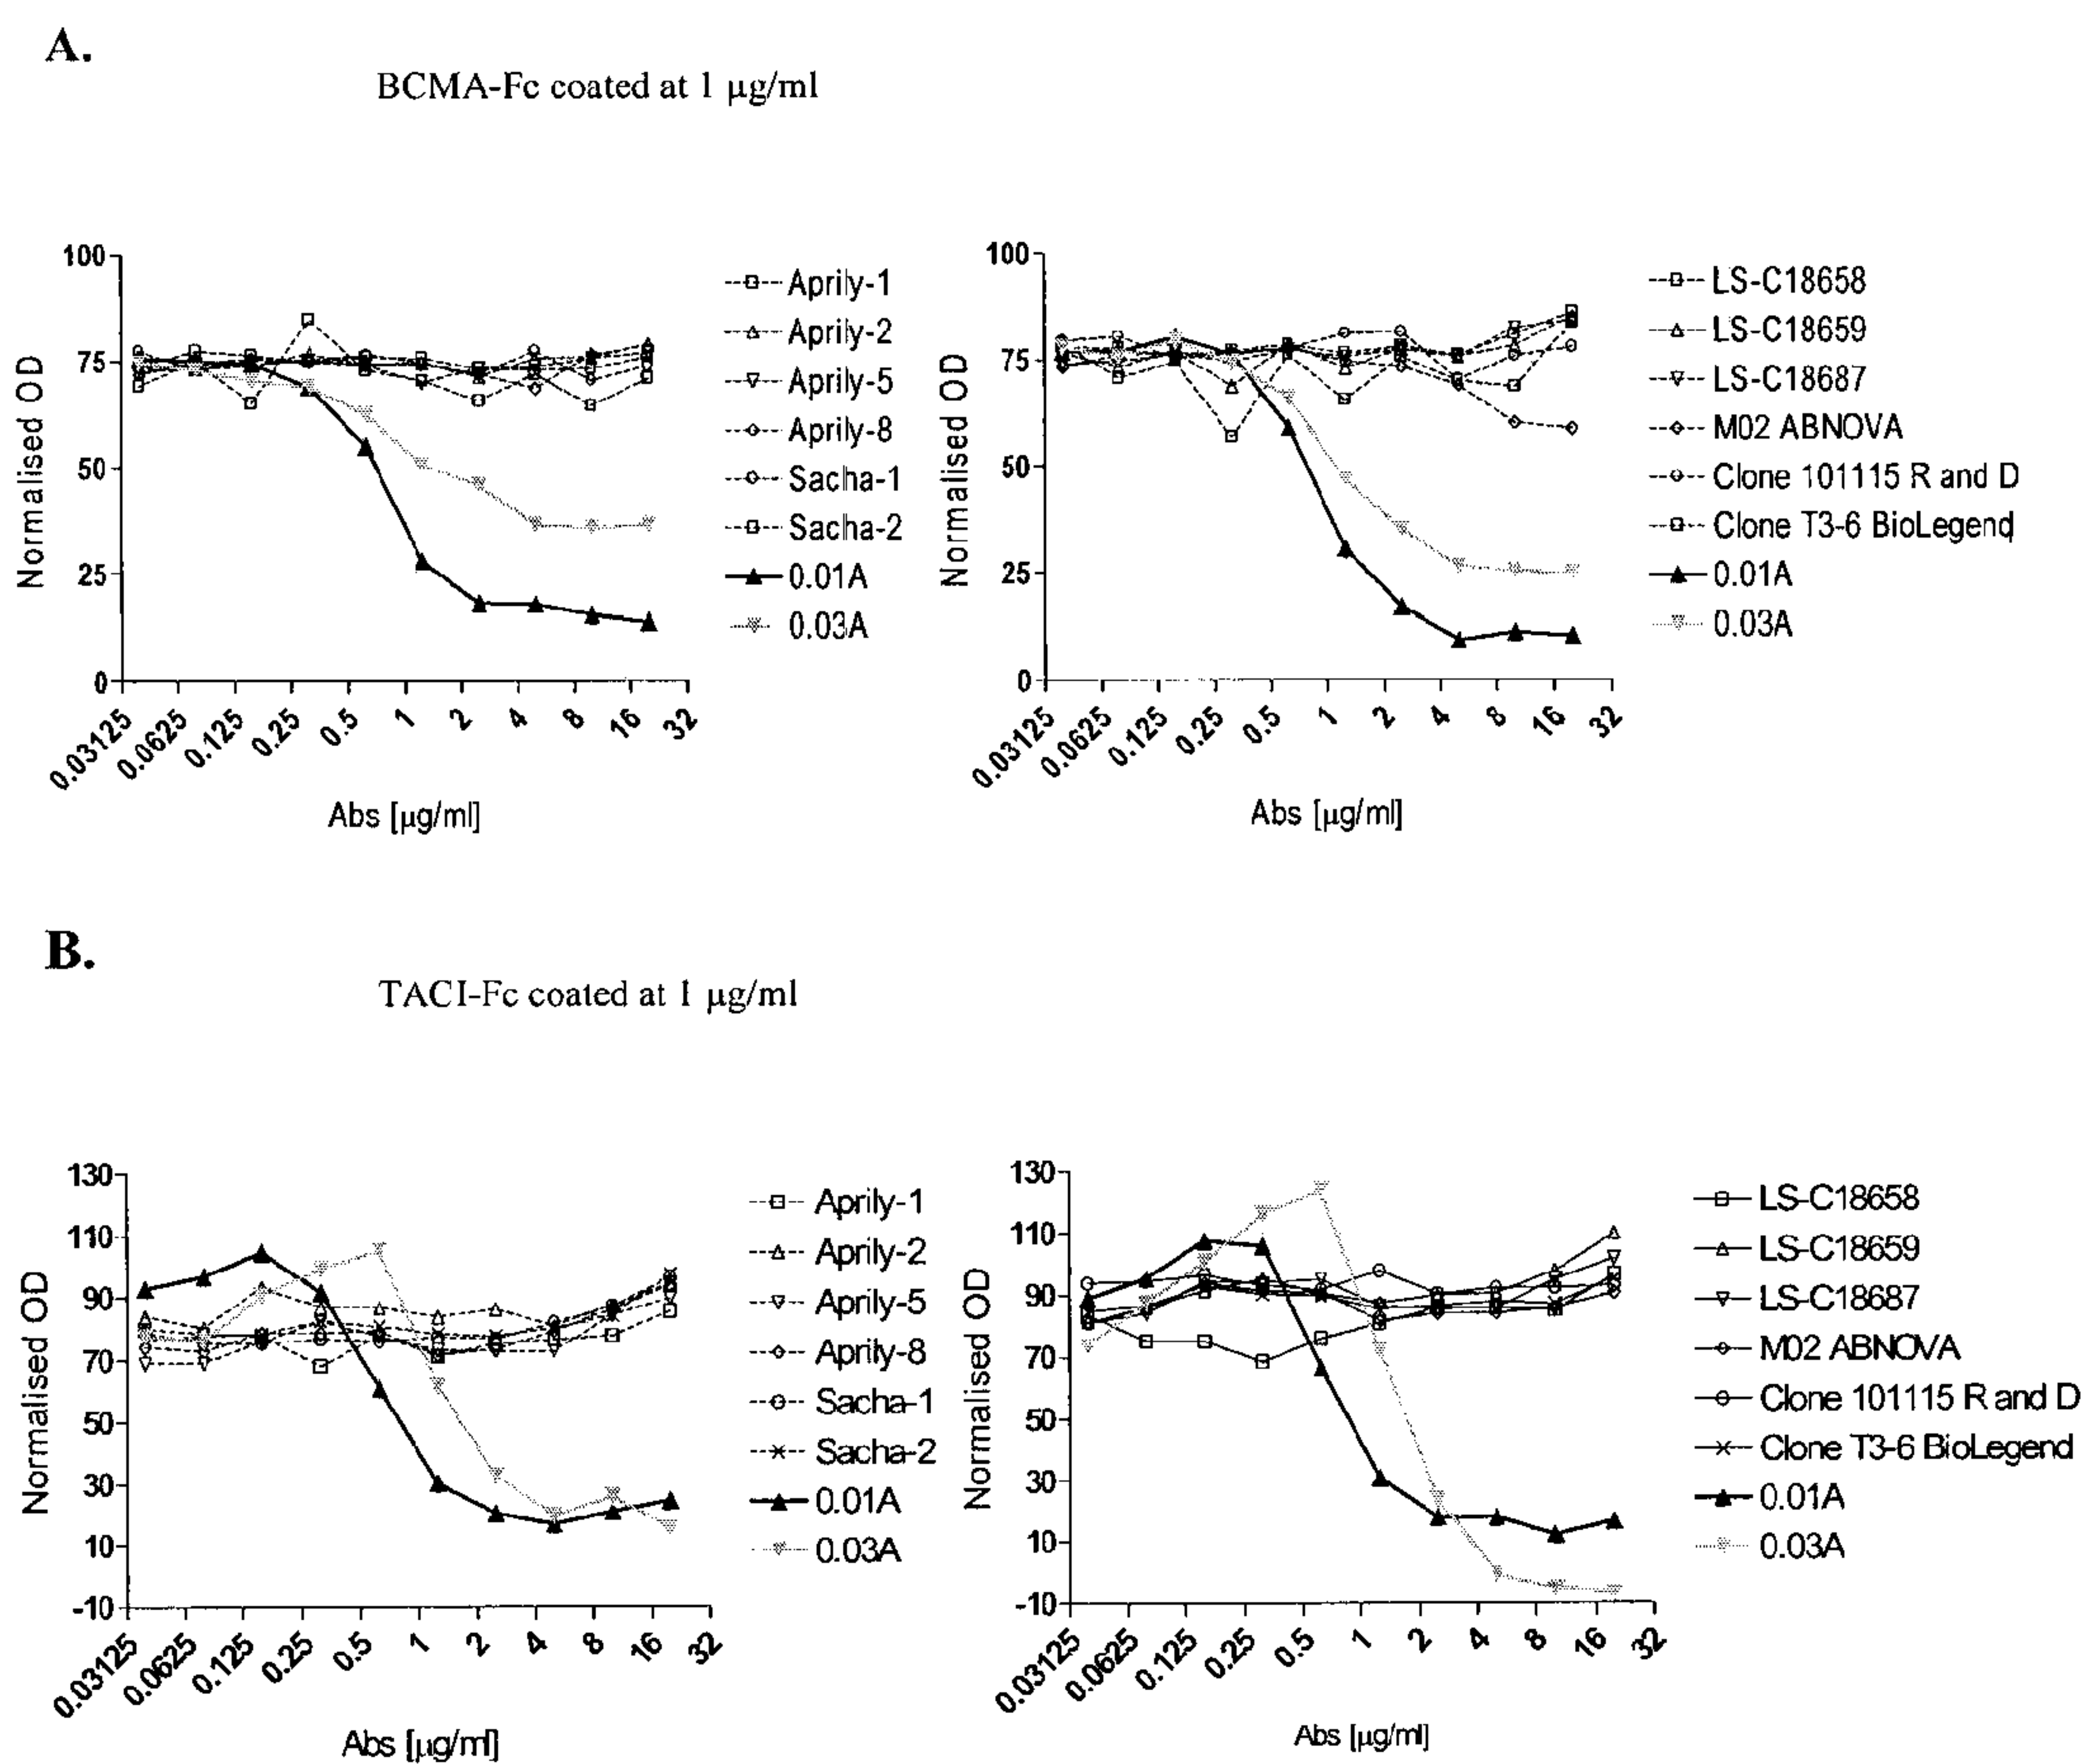 A.
BCMA-Fc coated at 1 µg/ml
Normalised OD
100
75
50
25
0
0.03125 0.0625 0.125 0.25 0.5 1 2 4 8 16 32
Abs [µg/ml]
Aprily-1
Aprily-2
Aprily-5
Aprily-8
Sacha-1
Sacha-2
0.01A
0.03A
Normalised OD
100
75
50
25
0
0.03125 0.0625 0.125 0.25 0.5 1 2 4 8 16 32
Abs [µg/ml]
LS-C18658
LS-C18659
LS-C18687
M02 ABNOVA
Clone 101115 R and D
Clone T3-6 BioLegend
0.01A
0.03A
B.
TACI-Fc coated at 1 µg/ml
Normalised OD
130
110
90
70
50
30
10
-10
0.03125 0.0625 0.125 0.25 0.5 1 2 4 8 16 32
Abs [µg/ml]
Aprily-1
Aprily-2
Aprily-5
Aprily-8
Sacha-1
Sacha-2
0.01A
0.03A
Normalised OD
130
110
90
70
50
30
10
-10
0.03125 0.0625 0.125 0.25 0.5 1 2 4 8 16 32
Abs [µg/ml]
LS-C18658
LS-C18659
LS-C18687
M02 ABNOVA
Clone 101115 R and D
Clone T3-6 BioLegend
0.01A
0.03A